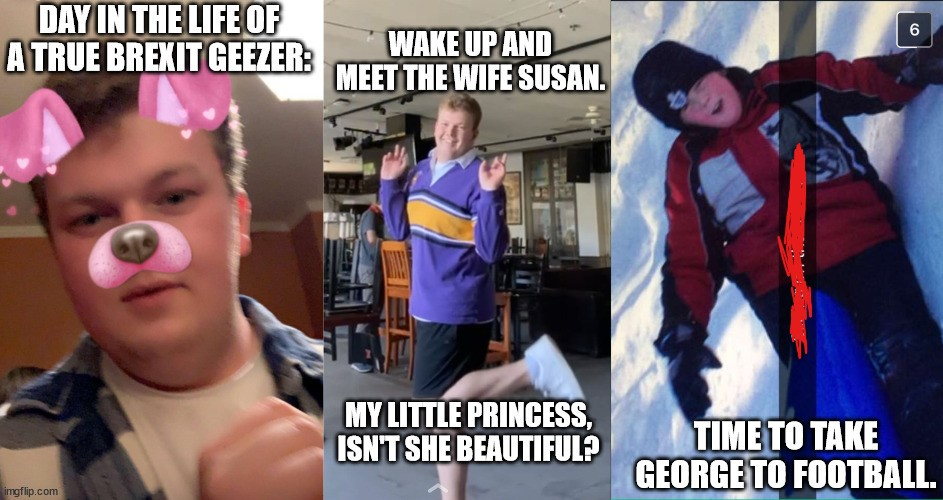 DAY IN THE LIFE OF
A TRUE BREXIT GEEZER:
WAKE UP AND
MEET THE WIFE SUSAN.
MY LITTLE PRINCESS,
ISN'T SHE BEAUTIFUL?
6
TIME TO TAKE
GEORGE TO FOOTBALL.
imgflip.com